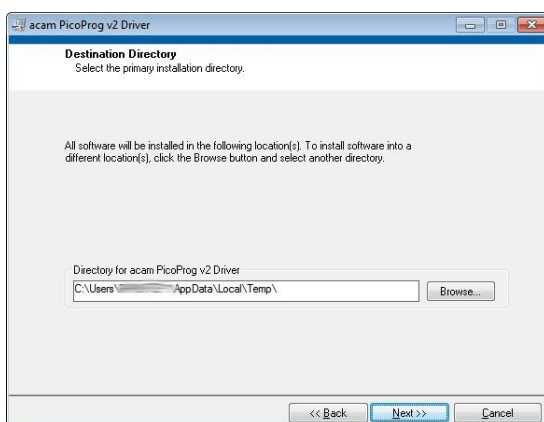 acam PicoProg v2 Driver
Destination Directory
Select the primary installation directory.
All software will be installed in the following location(s). To install software into a
different location(s), click the Browse button and select another directory.
Directory for acam PicoProg v2 Driver
C:\Users\ AppData\Local\Temp\
Browse...
<< Back
Next >>
Cancel